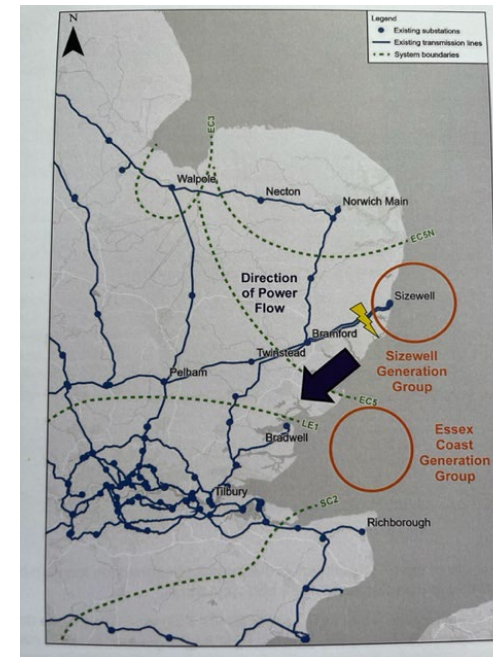 N
Legend
Existing substations
Existing transmission lines
System boundaries
EC3
Walpole
Necton
Norwich Main
EC5N
Direction
of Power
Flow
Sizewell
Bramford
Sizewell
Generation
Group
Twinstead
Pelham
EC5
LE1
Essex
Coast
Generation
Group
Bradwell
Tilbury
SC2
Richborough